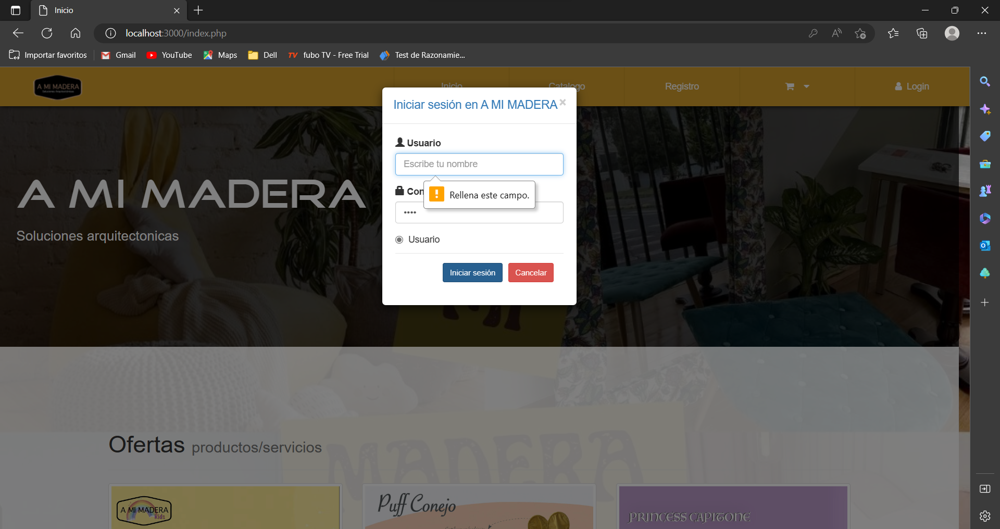 Inicio
localhost:3000/index.php
Importar favoritos
Gmail
YouTube
Maps
Dell
TV
fubo TV - Free Trial
Test de Razonamie...
A MI MADERA
Inicio
Catalogo
Registro
Login
Iniciar sesión en A MI MADERA
×
Usuario
Escribe tu nombre
Con
Rellena este campo.
••••
Usuario
Iniciar sesión
Cancelar
A MI MADERA
Soluciones arquitectonicas
MADERA
Ofertas productos/servicios
A MI MADERA
kids
Puff Conejo
PRINCESS CAPITONE